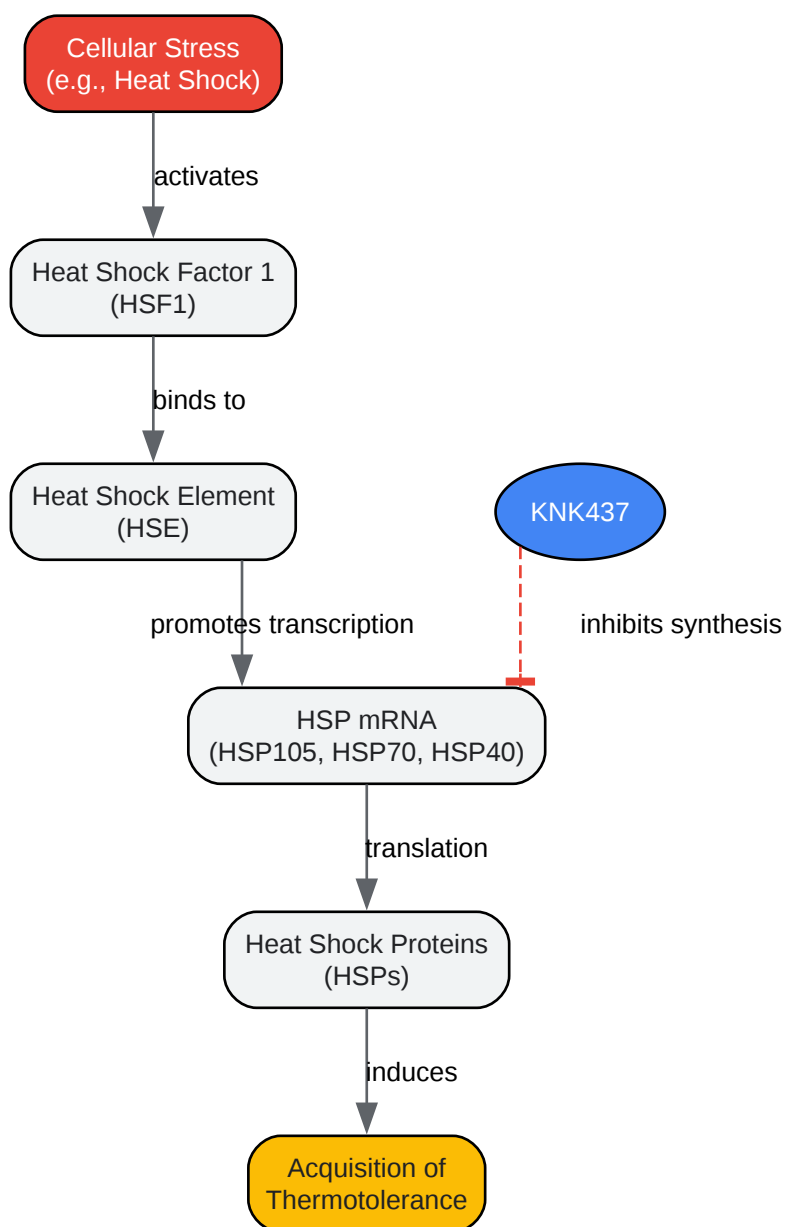 Cellular Stress
(e.g., Heat Shock)
activates
Heat Shock Factor 1
(HSF1)
binds to
Heat Shock Element
(HSE)
KNK437
promotes transcription
inhibits synthesis
HSP mRNA
(HSP105, HSP70, HSP40)
translation
Heat Shock Proteins
(HSPs)
induces
Acquisition of
Thermotolerance